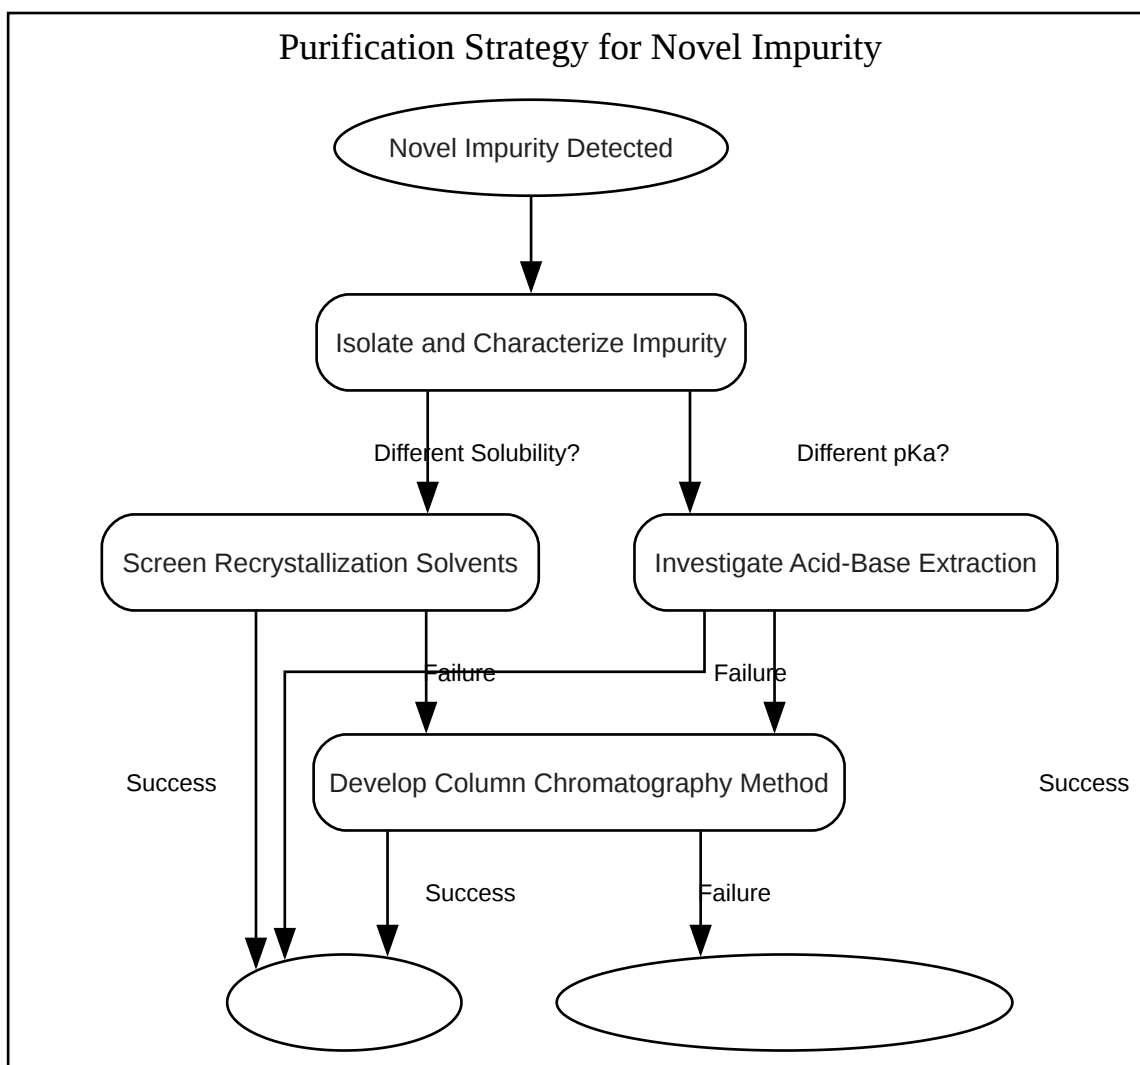 Purification Strategy for Novel Impurity
Novel Impurity Detected
Isolate and Characterize Impurity
Different Solubility?
Different pKa?
Screen Recrystallization Solvents
Investigate Acid-Base Extraction
Failure
Failure
Success
Develop Column Chromatography Method
Success
Success
Failure